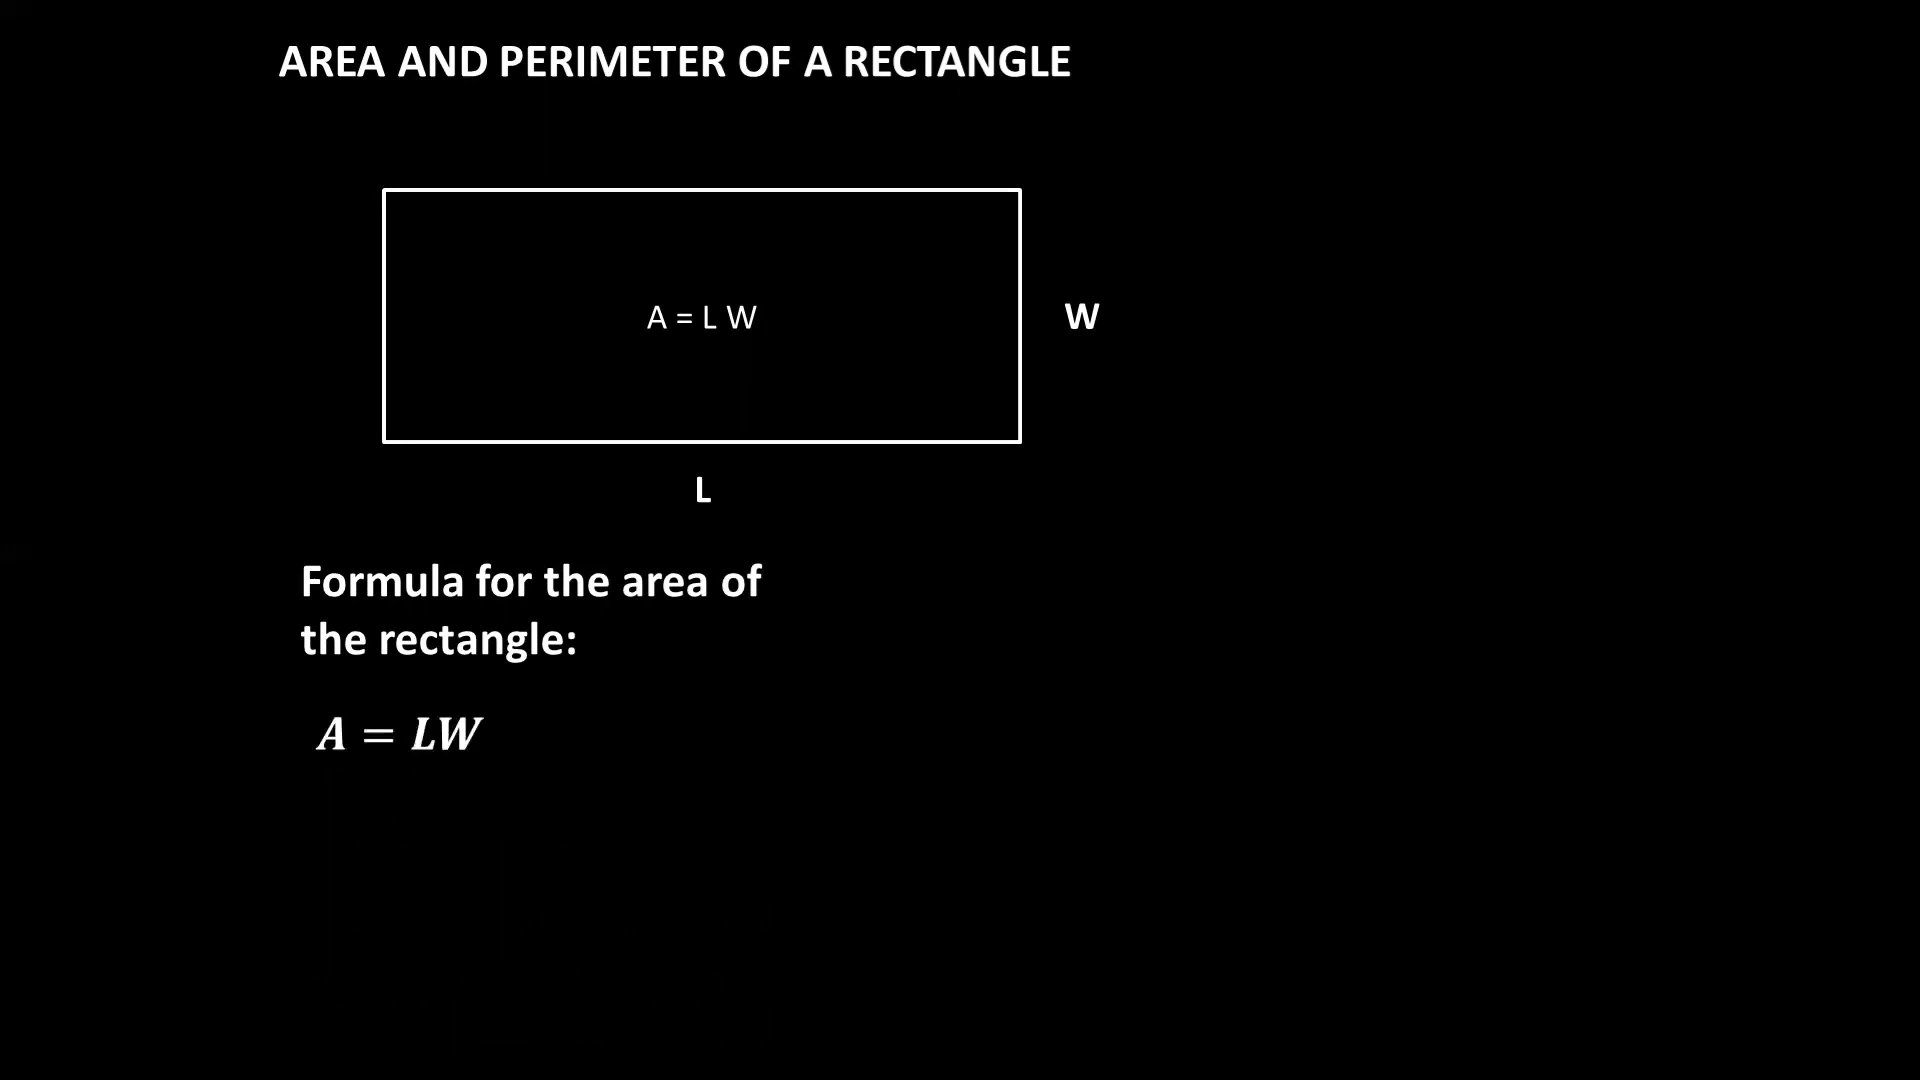 AREA AND PERIMETER OF A RECTANGLE
A = L W
W
L
Formula for the area of
the rectangle:
A = LW